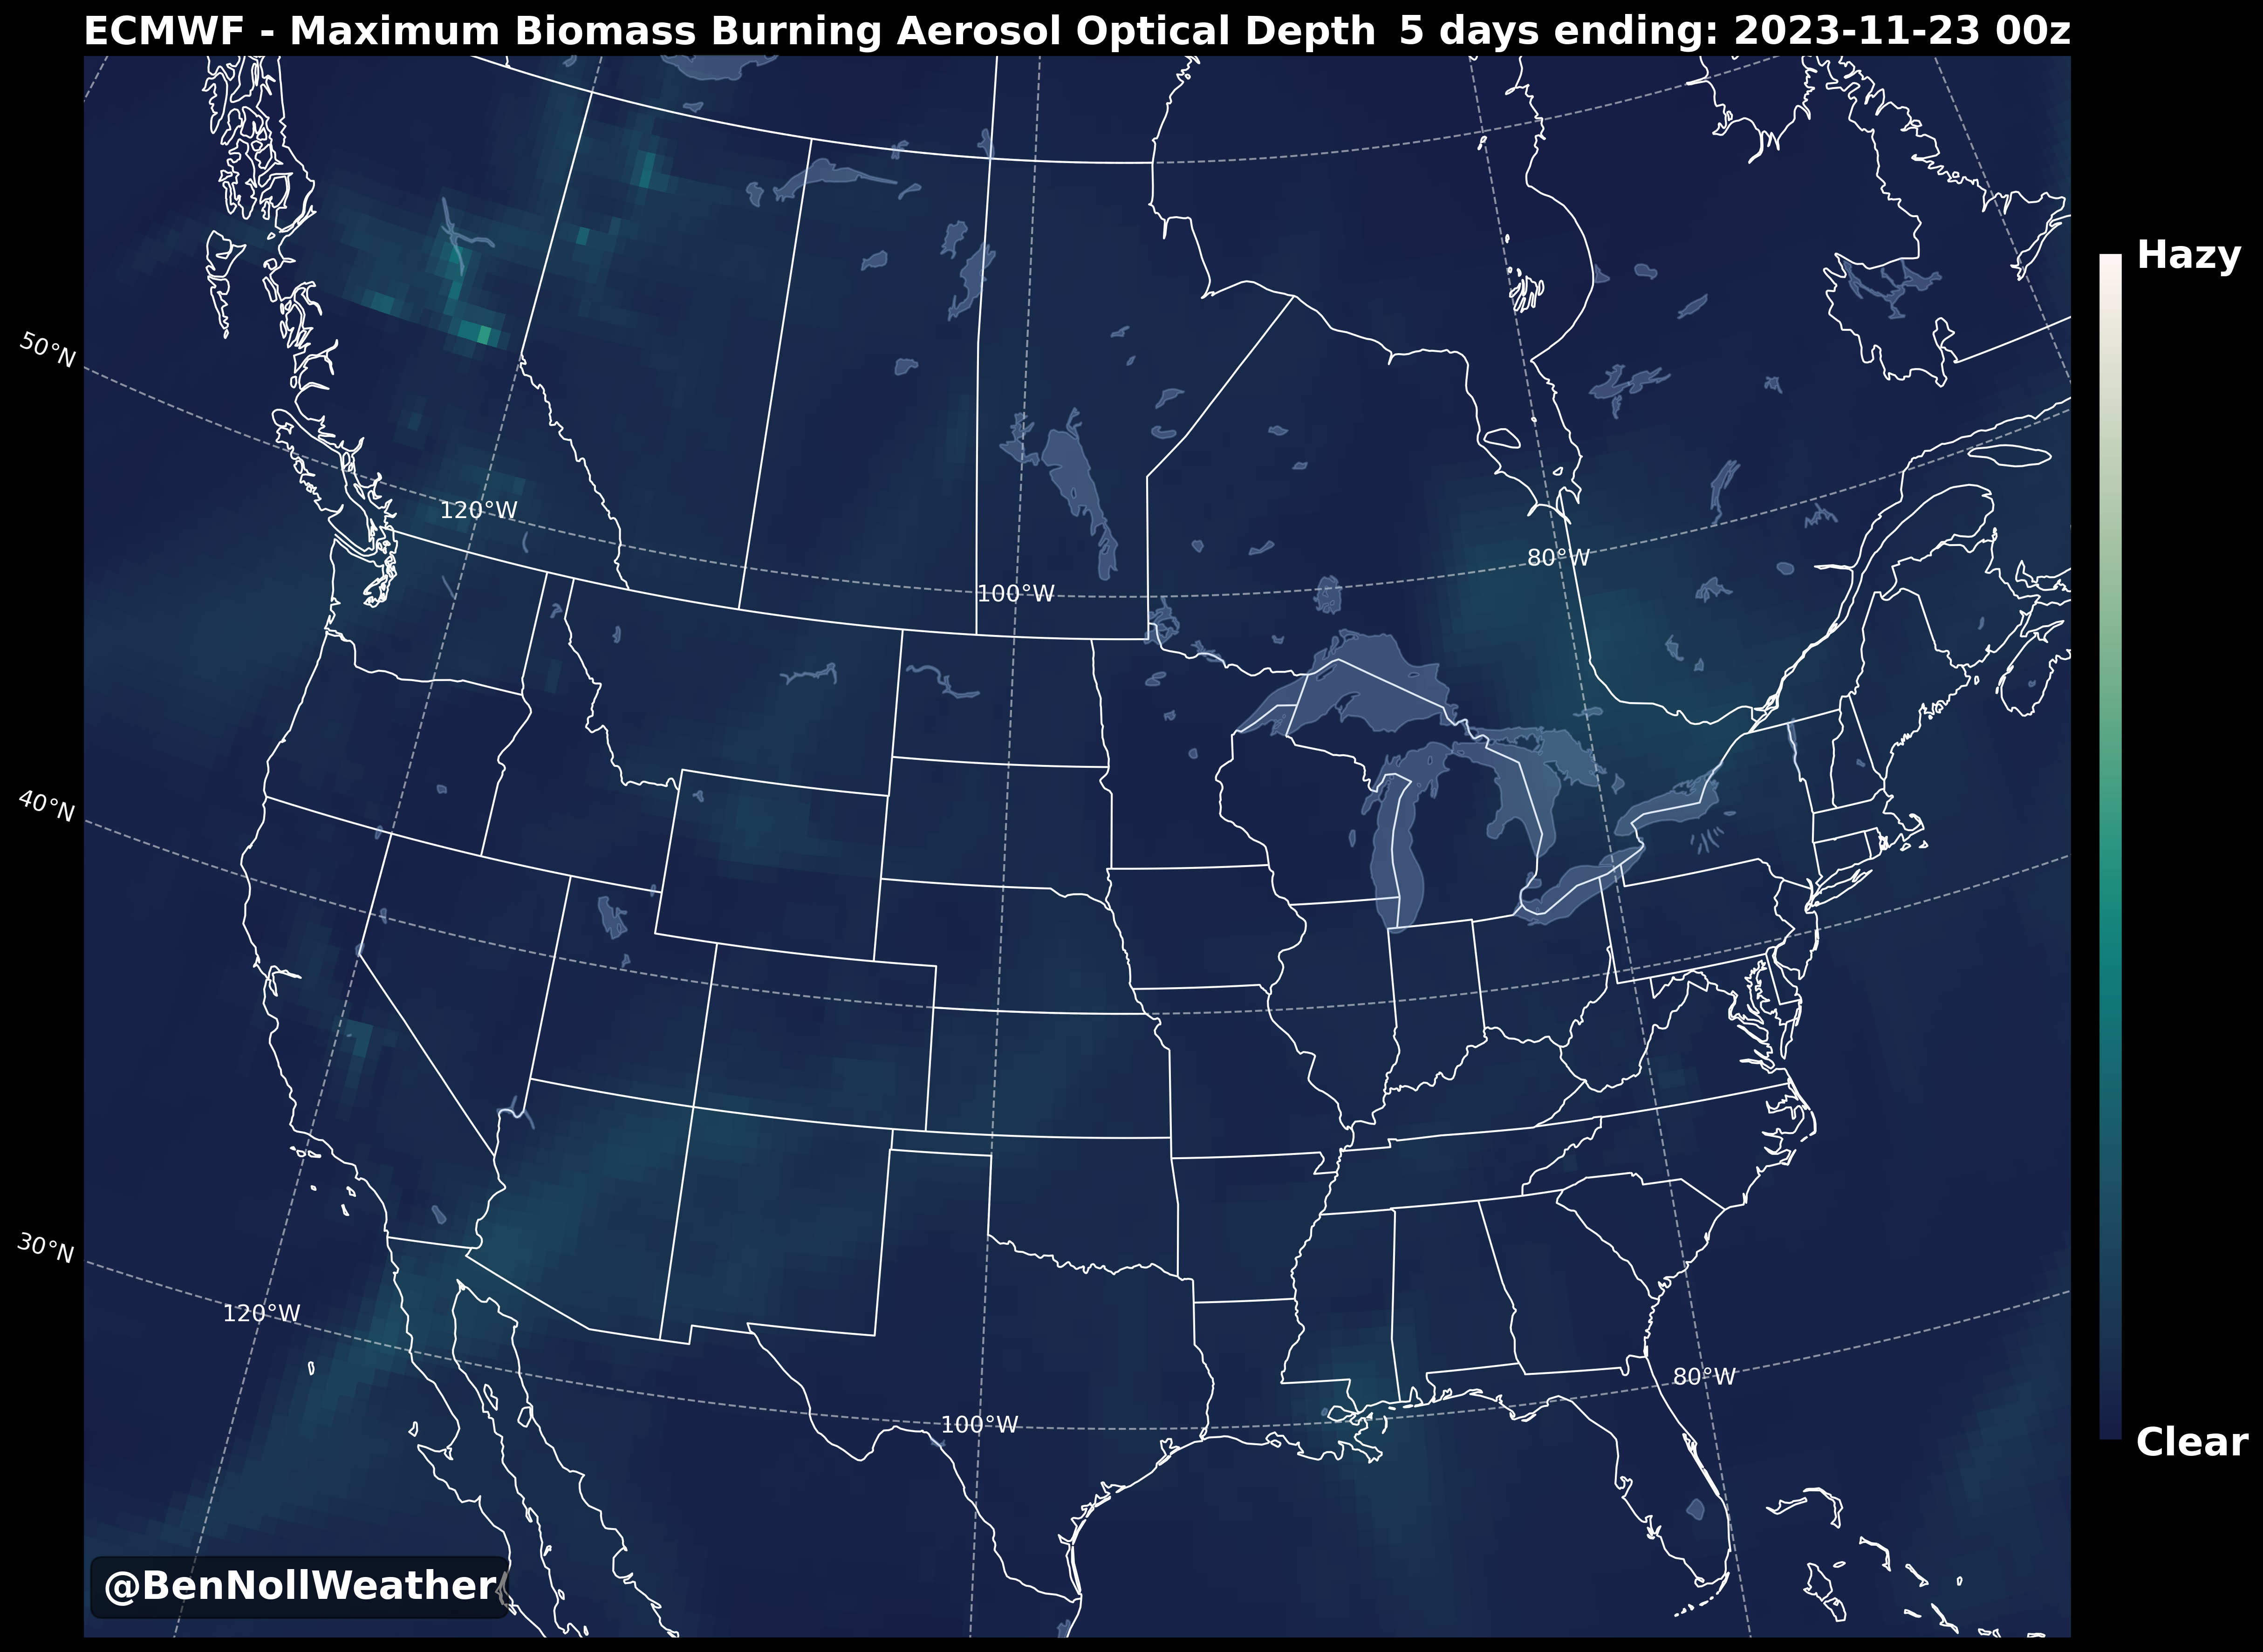 ECMWF - Maximum Biomass Burning Aerosol Optical Depth 5 days ending: 2023-11-23 00z
Hazy
50°N
120°W
80°W
100°W
40°N
30°N
120°W
80°W
100°W
Clear
@BenNollWeather